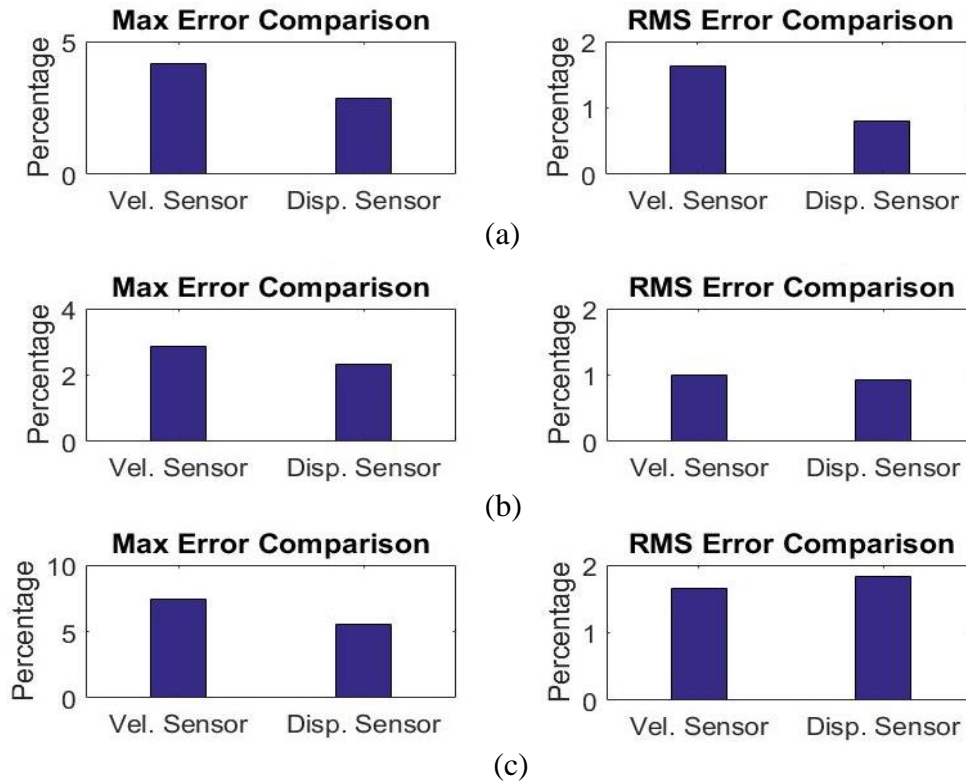 Max Error Comparison
RMS Error Comparison
Percentage
5
0
Vel. Sensor
Disp. Sensor
Percentage
2
1
0
Vel. Sensor
Disp. Sensor
(a)
Max Error Comparison
RMS Error Comparison
Percentage
4
2
0
Vel. Sensor
Disp. Sensor
Percentage
2
1
0
Vel. Sensor
Disp. Sensor
(b)
Max Error Comparison
RMS Error Comparison
Percentage
10
5
0
Vel. Sensor
Disp. Sensor
Percentage
2
1
0
Vel. Sensor
Disp. Sensor
(c)